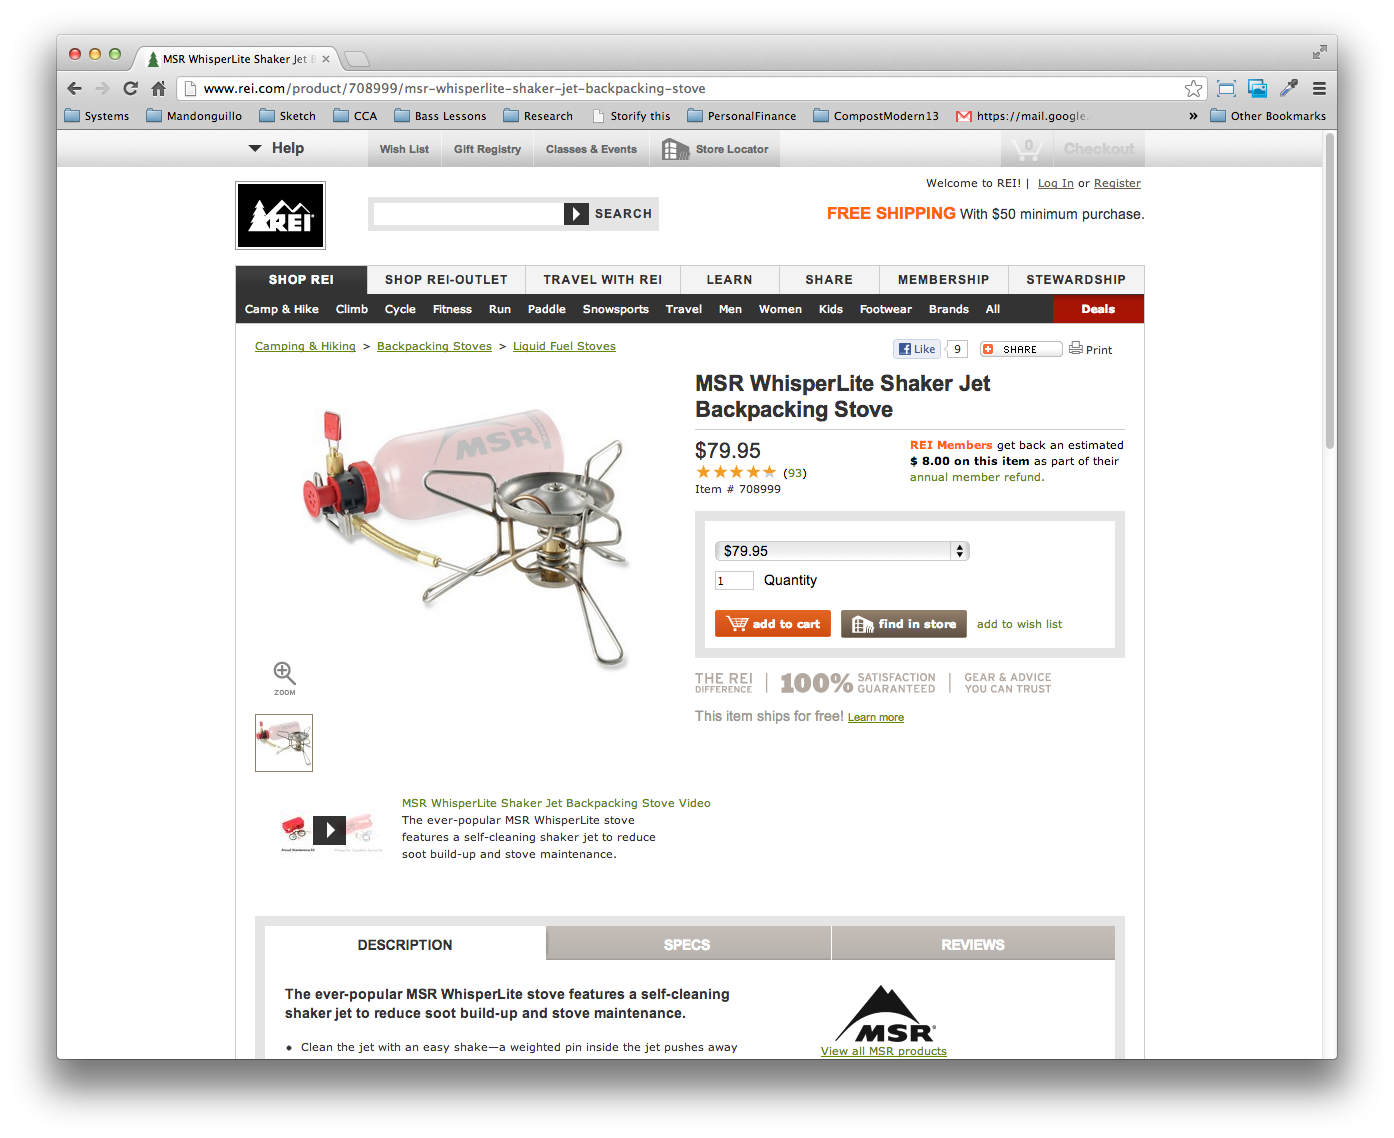 MSR WhisperLite Shaker Jet B
www.rei.com/product/708999/msr-whisperlite-shaker-jet-backpacking-stove
Systems Mandonguillo Sketch CCA Bass Lessons Research Storify this PersonalFinance CompostModern13 https://mail.google. » Other Bookmarks
Help Wish List Gift Registry Classes & Events Store Locator 0 Checkout
Welcome to REI! | Log In or Register
REI
SEARCH
FREE SHIPPING With $50 minimum purchase.
SHOP REI SHOP REI-OUTLET TRAVEL WITH REI LEARN SHARE MEMBERSHIP STEWARDSHIP
Camp & Hike Climb Cycle Fitness Run Paddle Snowsports Travel Men Women Kids Footwear Brands All Deals
Camping & Hiking > Backpacking Stoves > Liquid Fuel Stoves
Like 9 SHARE Print
MSR WhisperLite Shaker Jet
Backpacking Stove
MSR
$79.95
(93)
Item # 708999
REI Members get back an estimated
$ 8.00 on this item as part of their
annual member refund.
$79.95
1 Quantity
add to cart find in store add to wish list
ZOOM
THE REI DIFFERENCE | 100% SATISFACTION GUARANTEED | GEAR & ADVICE YOU CAN TRUST
This item ships for free! Learn more
MSR WhisperLite Shaker Jet Backpacking Stove Video
The ever-popular MSR WhisperLite stove
features a self-cleaning shaker jet to reduce
soot build-up and stove maintenance.
DESCRIPTION SPECS REVIEWS
The ever-popular MSR WhisperLite stove features a self-cleaning
shaker jet to reduce soot build-up and stove maintenance.
• Clean the jet with an easy shake—a weighted pin inside the jet pushes away
MSR®
View all MSR products